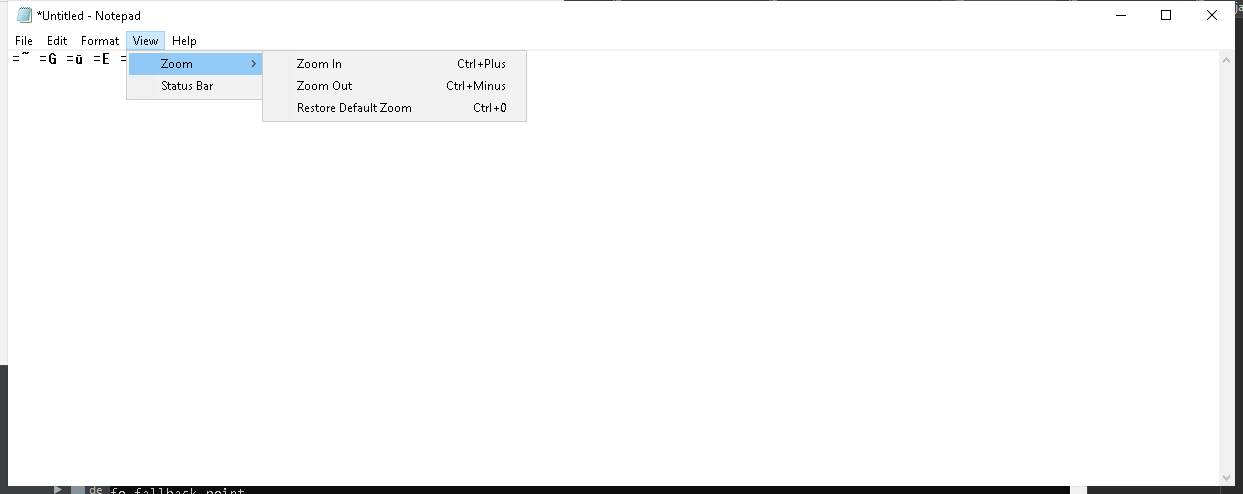 *Untitled - Notepad
File Edit Format View Help
=~ =G =ū =E =
Zoom
Status Bar
Zoom In Ctrl+Plus
Zoom Out Ctrl+Minus
Restore Default Zoom Ctrl+0
de fo fallback point